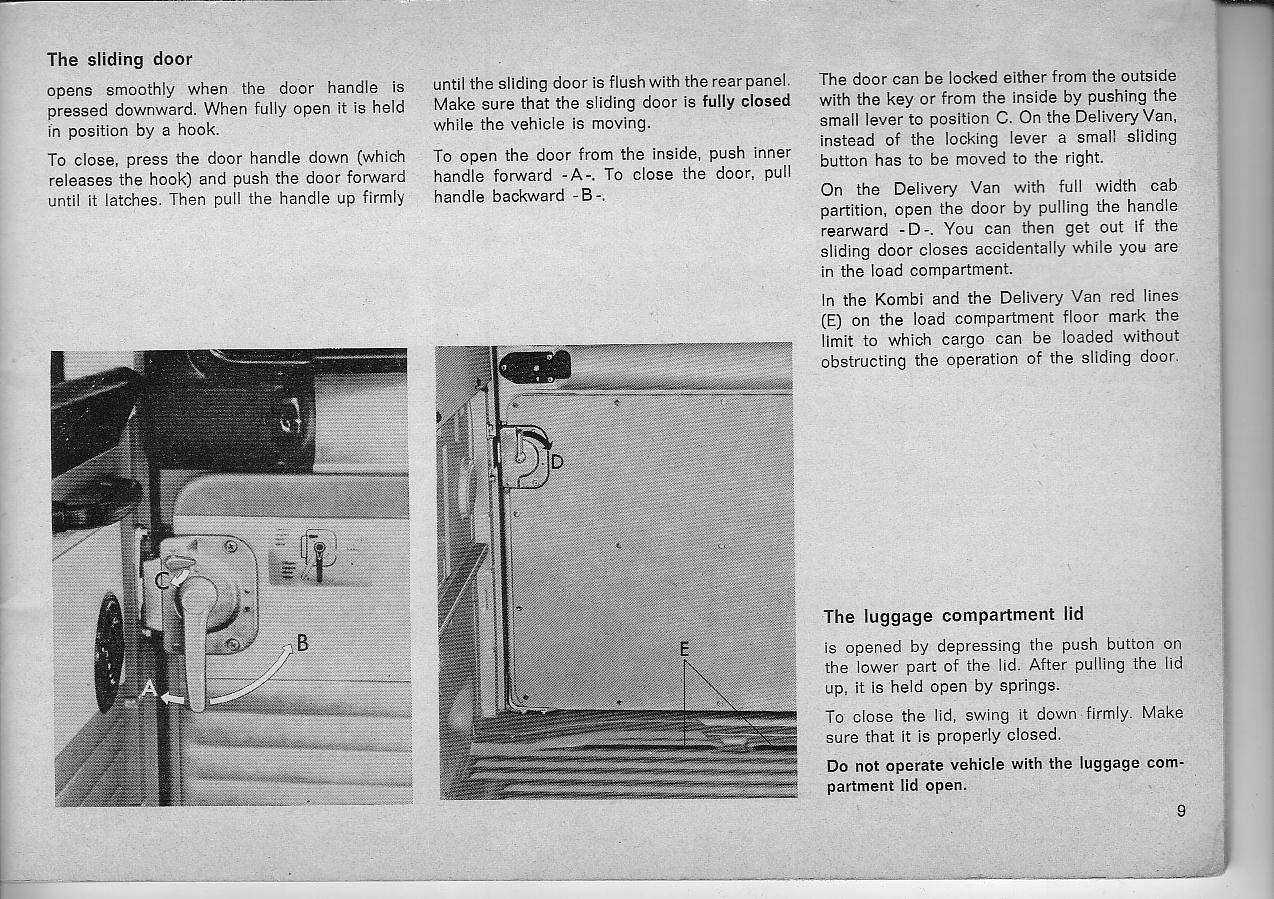 The sliding door
opens smoothly when the door handle is
pressed downward. When fully open it is held
in position by a hook.
To close, press the door handle down (which
releases the hook) and push the door forward
until it latches. Then pull the handle up firmly
until the sliding door is flush with the rear panel.
Make sure that the sliding door is fully closed
while the vehicle is moving.
To open the door from the inside, push inner
handle forward -A-. To close the door, pull
handle backward -B-.
C
B
A
D
E
The door can be locked either from the outside
with the key or from the inside by pushing the
small lever to position C. On the Delivery Van,
instead of the locking lever a small sliding
button has to be moved to the right.
On the Delivery Van with full width cab
partition, open the door by pulling the handle
rearward -D-. You can then get out if the
sliding door closes accidentally while you are
in the load compartment.
In the Kombi and the Delivery Van red lines
(E) on the load compartment floor mark the
limit to which cargo can be loaded without
obstructing the operation of the sliding door.
The luggage compartment lid
is opened by depressing the push button on
the lower part of the lid. After pulling the lid
up, it is held open by springs.
To close the lid, swing it down firmly. Make
sure that it is properly closed.
Do not operate vehicle with the luggage com-
partment lid open.
9